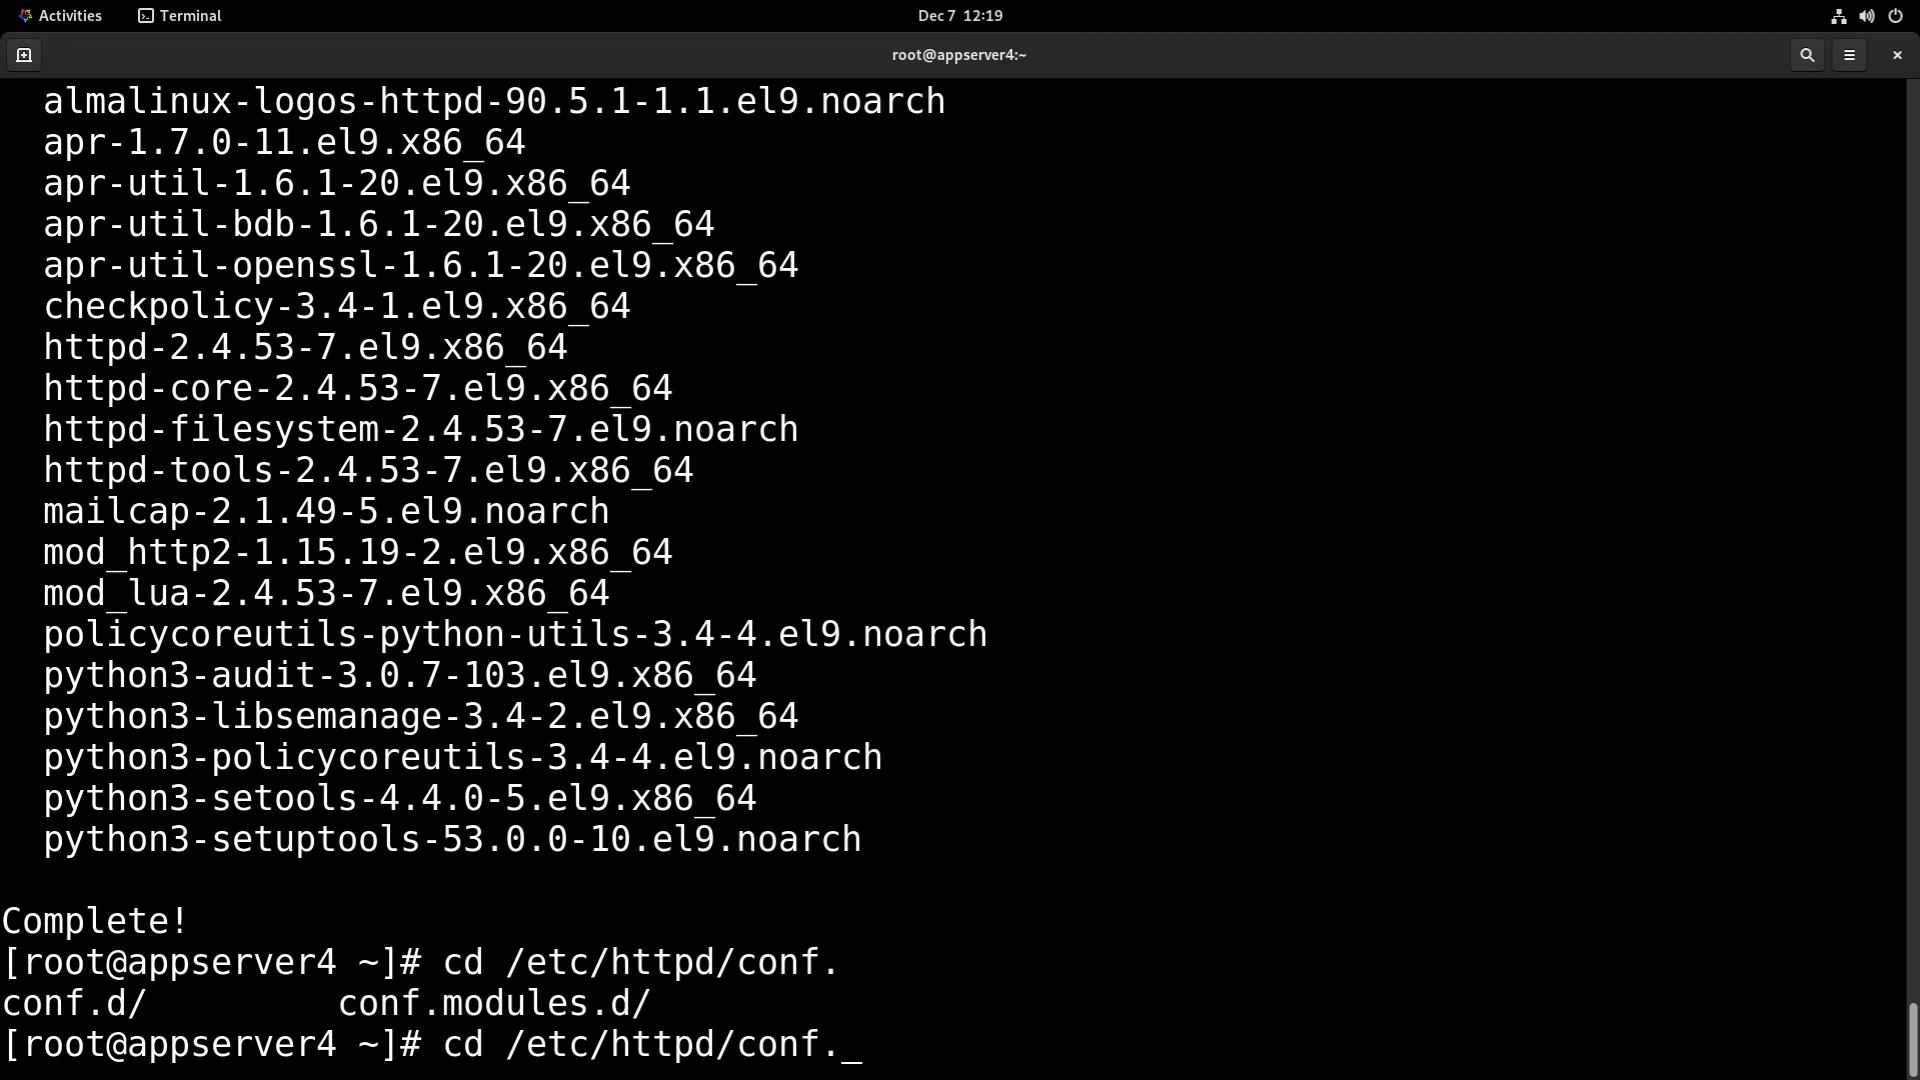 Activities Terminal Dec 7 12:19
root@appserver4:~
almalinux-logos-httpd-90.5.1-1.1.el9.noarch
apr-1.7.0-11.el9.x86_64
apr-util-1.6.1-20.el9.x86_64
apr-util-bdb-1.6.1-20.el9.x86_64
apr-util-openssl-1.6.1-20.el9.x86_64
checkpolicy-3.4-1.el9.x86_64
httpd-2.4.53-7.el9.x86_64
httpd-core-2.4.53-7.el9.x86_64
httpd-filesystem-2.4.53-7.el9.noarch
httpd-tools-2.4.53-7.el9.x86_64
mailcap-2.1.49-5.el9.noarch
mod_http2-1.15.19-2.el9.x86_64
mod_lua-2.4.53-7.el9.x86_64
policycoreutils-python-utils-3.4-4.el9.noarch
python3-audit-3.0.7-103.el9.x86_64
python3-libsemanage-3.4-2.el9.x86_64
python3-policycoreutils-3.4-4.el9.noarch
python3-setools-4.4.0-5.el9.x86_64
python3-setuptools-53.0.0-10.el9.noarch
Complete!
[root@appserver4 ~]# cd /etc/httpd/conf.
conf.d/ conf.modules.d/
[root@appserver4 ~]# cd /etc/httpd/conf._